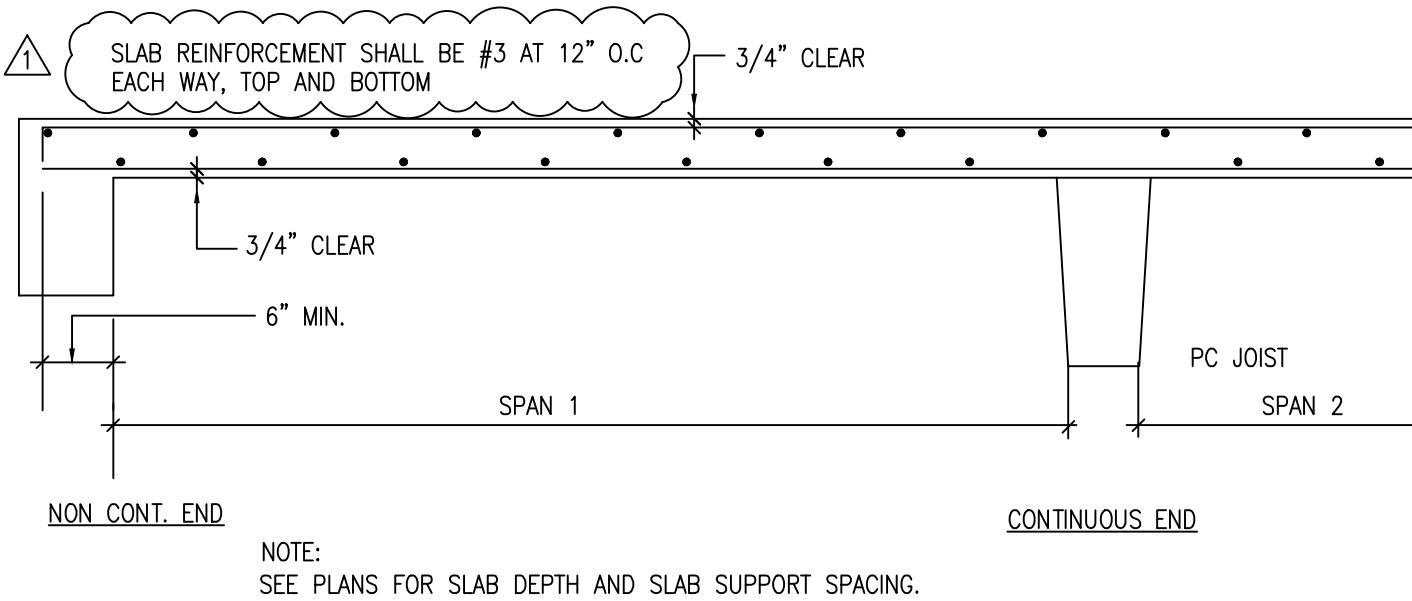 1
SLAB REINFORCEMENT SHALL BE #3 AT 12" O.C
EACH WAY, TOP AND BOTTOM
3/4" CLEAR
3/4" CLEAR
6" MIN.
PC JOIST
SPAN 1
SPAN 2
NON CONT. END
CONTINUOUS END
NOTE:
SEE PLANS FOR SLAB DEPTH AND SLAB SUPPORT SPACING.